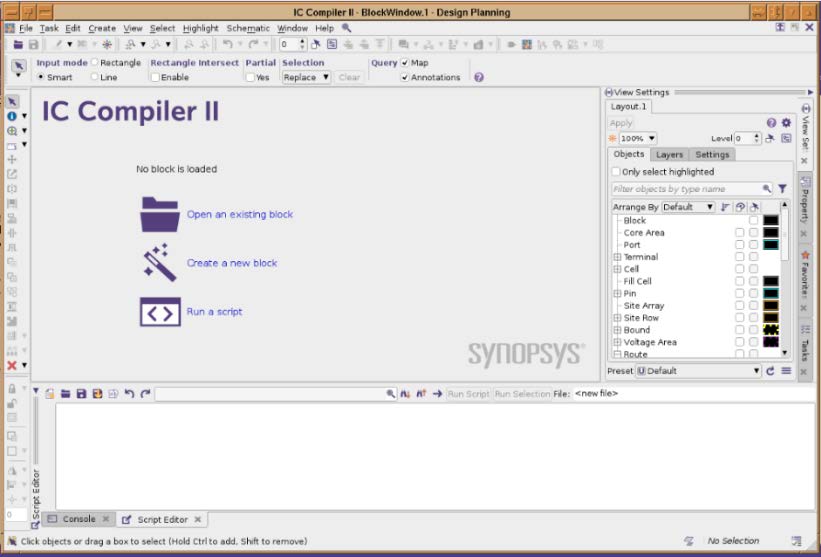 IC Compiler II - BlockWindow.1 - Design Planning
File Task Edit Create View Select Highlight Schematic Window Help
0
Input mode Rectangle Rectangle Intersect Partial Selection Query Map
Smart Line Enable Yes Replace Clear Annotations
View Settings
Layout.1
Apply
100% Level 0
Objects Layers Settings
Only select highlighted
Filter objects by type name
Arrange By Default
Block
Core Area
Port
Terminal
Cell
Fill Cell
Pin
Site Array
Site Row
Bound
Voltage Area
Route
Preset Default
View Set
Property
Favorites
Tasks
IC Compiler II
No block is loaded
Open an existing block
Create a new block
Run a script
SYNOPSYS
Run Script Run Selection File: <new file>
Script Editor
0
Console Script Editor
Click objects or drag a box to select (Hold Ctrl to add, Shift to remove) No Selection